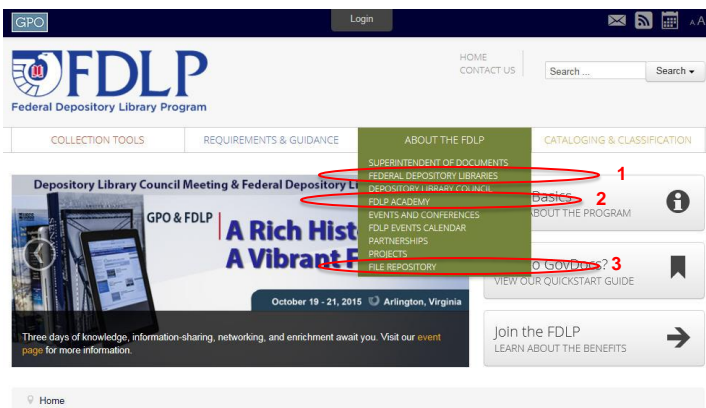 GPO
Login
A A
FDLP
Federal Depository Library Program
HOME
CONTACT US
Search ...
Search
COLLECTION TOOLS
REQUIREMENTS & GUIDANCE
ABOUT THE FDLP
CATALOGING & CLASSIFICATION
SUPERINTENDENT OF DOCUMENTS
FEDERAL DEPOSITORY LIBRARIES
1
DEPOSITORY LIBRARY COUNCIL
FDLP ACADEMY
2
EVENTS AND CONFERENCES
FDLP EVENTS CALENDAR
PARTNERSHIPS
PROJECTS
FILE REPOSITORY
3
Depository Library Council Meeting & Federal Depository
GPO & FDLP
A Rich Hist
A Vibrant F
October 19 - 21, 2015 Arlington, Virginia
Three days of knowledge, information-sharing, networking, and enrichment await you. Visit our event
page for more information.
Basics
ABOUT THE PROGRAM
o GovDocs?
VIEW OUR QUICKSTART GUIDE
Join the FDLP
LEARN ABOUT THE BENEFITS
Home